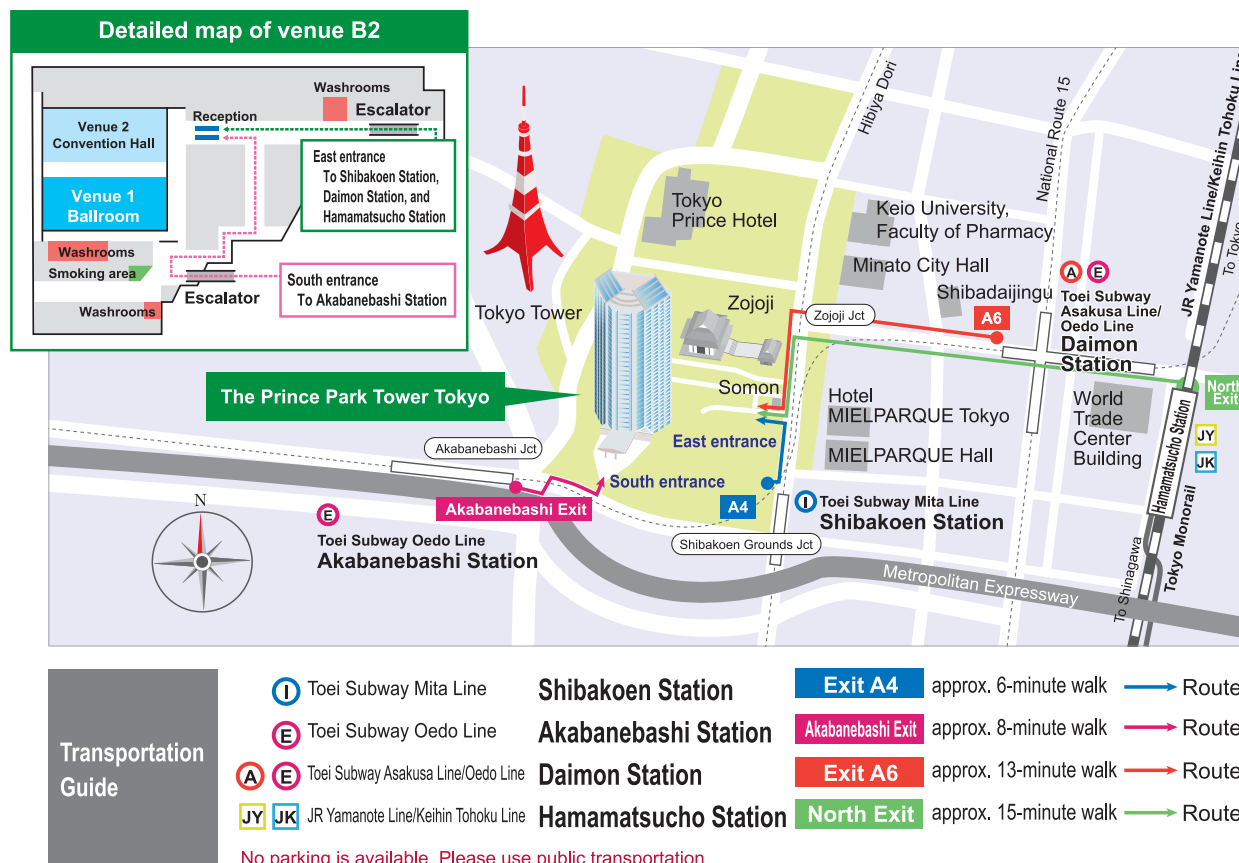 Detailed map of venue B2
Washrooms
Escalator
Reception
Venue 2
Convention Hall
Venue 1
Ballroom
East entrance
To Shibakoen Station,
Daimon Station, and
Hamamatsucho Station
Washrooms
Smoking area
Escalator
South entrance
To Akabanebashi Station
Washrooms
Hibiya Dori
National Route 15
JR Yamanote Line/Keihin Tohoku Line
To Tokyo
Tokyo
Prince Hotel
Keio University,
Faculty of Pharmacy
Minato City Hall
Shibadaijingu
A E
Toei Subway
Asakusa Line/
Oedo Line
Daimon
Station
Tokyo Tower
Zojoji
Zojoji Jct
A6
The Prince Park Tower Tokyo
Somon
Hotel
MIELPARQUE Tokyo
World
Trade
Center
Building
North
Exit
East entrance
MIELPARQUE Hall
Hamamatsucho Station
JY
JK
Akabanebashi Jct
South entrance
Akabanebashi Exit
A4
I Toei Subway Mita Line
Shibakoen Station
N
E
Toei Subway Oedo Line
Akabanebashi Station
Shibakoen Grounds Jct
Metropolitan Expressway
To Shinagawa
Tokyo Monorail
Transportation
Guide
I Toei Subway Mita Line Shibakoen Station Exit A4 approx. 6-minute walk Route
E Toei Subway Oedo Line Akabanebashi Station Akabanebashi Exit approx. 8-minute walk Route
A E Toei Subway Asakusa Line/Oedo Line Daimon Station Exit A6 approx. 13-minute walk Route
JY JK JR Yamanote Line/Keihin Tohoku Line Hamamatsucho Station North Exit approx. 15-minute walk Route
No parking is available. Please use public transportation